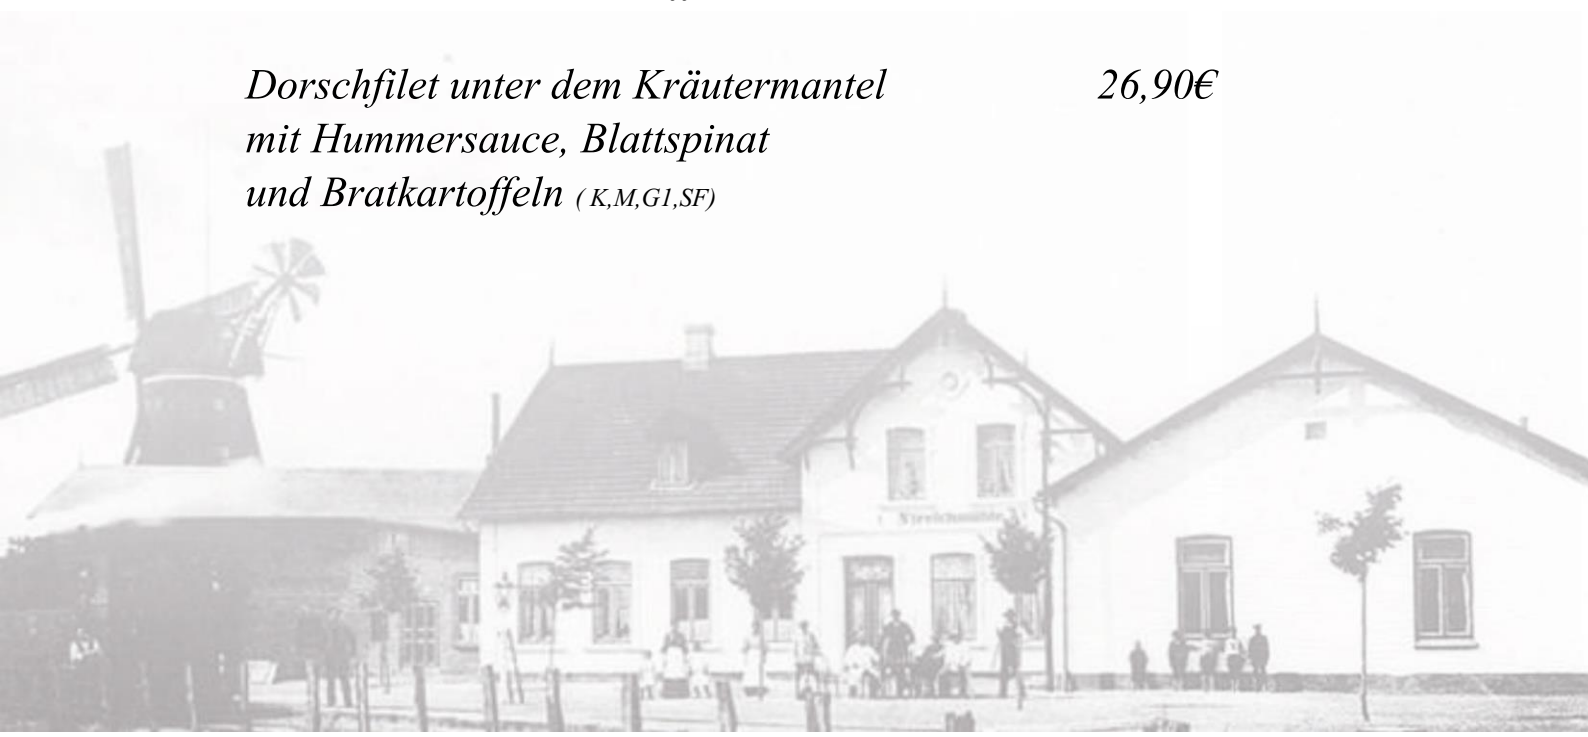 Dorschfilet unter dem Kräutermantel 26,90€
mit Hummersauce, Blattspinat
und Bratkartoffeln ( K,M,G1,SF)